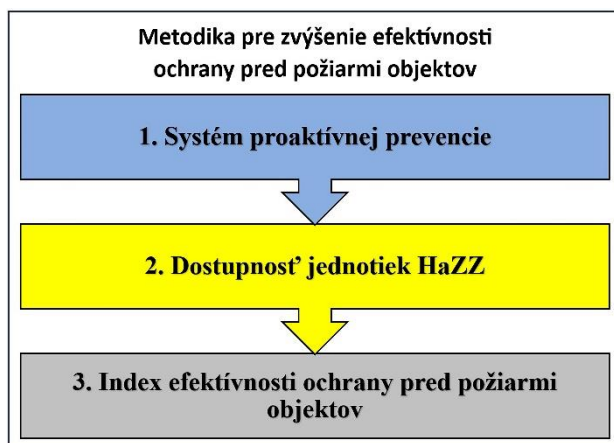 Metodika pre zvýšenie efektívnosti
ochrany pred požiarmi objektov
1. Systém proaktívnej prevencie
2. Dostupnosť jednotiek HaZZ
3. Index efektívnosti ochrany pred požiarmi
objektov